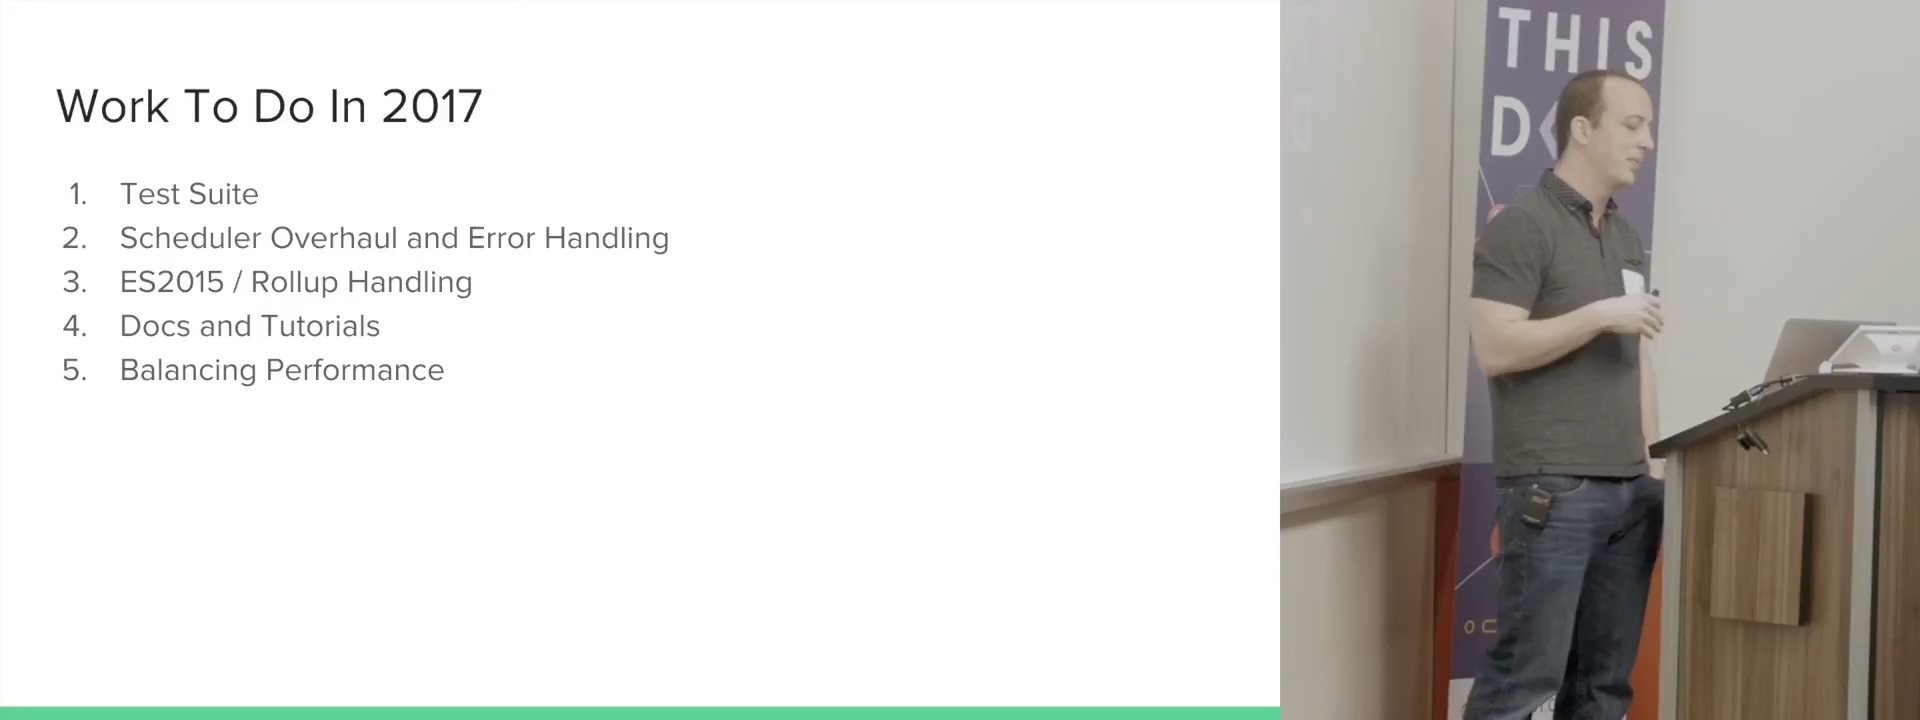 Work To Do In 2017
1. Test Suite
2. Scheduler Overhaul and Error Handling
3. ES2015 / Rollup Handling
4. Docs and Tutorials
5. Balancing Performance
THIS